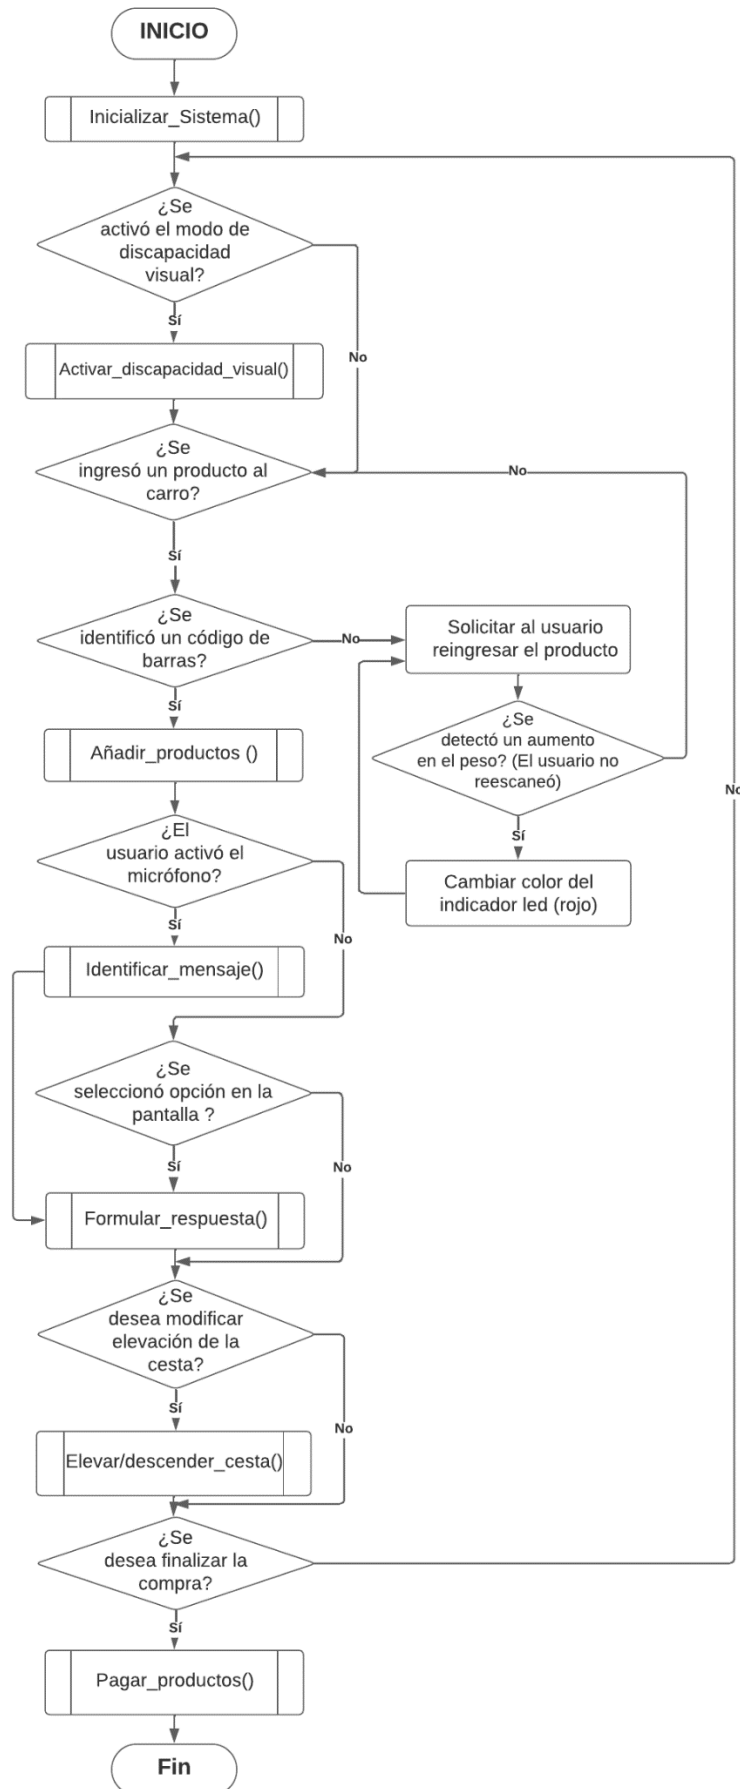 INICIO
Inicializar_Sistema()
¿Se
activó el modo de
discapacidad
visual?
Sí
No
Activar_discapacidad_visual()
¿Se
ingresó un producto al
carro?
No
Sí
¿Se
identificó un código de
barras?
No
Solicitar al usuario
reingresar el producto
Sí
¿Se
detectó un aumento
en el peso? (El usuario no
reescaneó)
Añadir_productos ()
No
Sí
¿El
usuario activó el
micrófono?
Cambiar color del
indicador led (rojo)
Sí
No
Identificar_mensaje()
¿Se
seleccionó opción en la
pantalla ?
Sí
No
Formular_respuesta()
¿Se
desea modificar
elevación de la
cesta?
Sí
No
Elevar/descender_cesta()
¿Se
desea finalizar la
compra?
Sí
Pagar_productos()
Fin